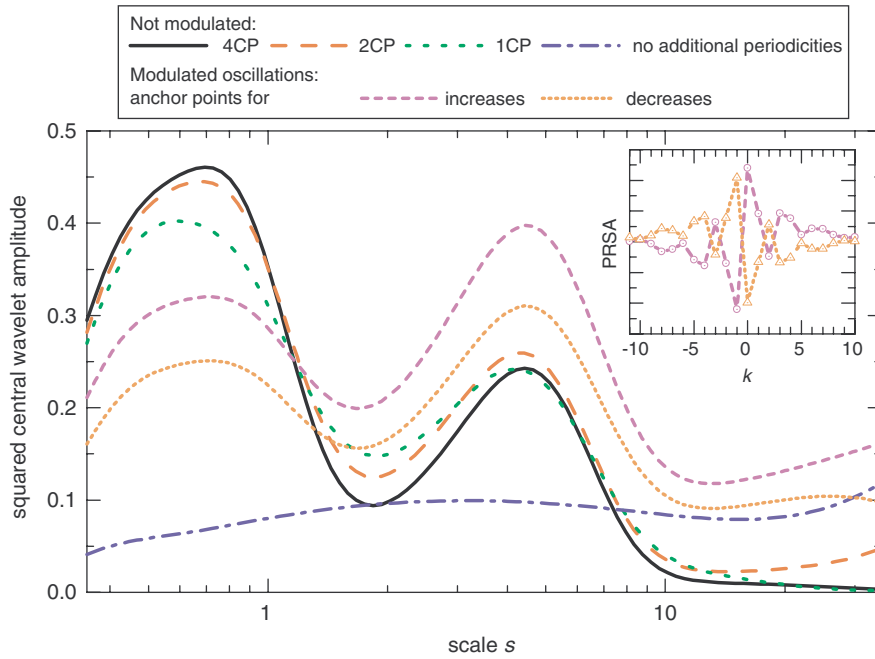 Not modulated:
4CP 2CP 1CP no additional periodicities
Modulated oscillations:
anchor points for increases decreases
squared central wavelet amplitude
0.5
0.4
0.3
0.2
0.1
0.0
1 10
scale s
PRSA
-10 -5 0 5 10
k